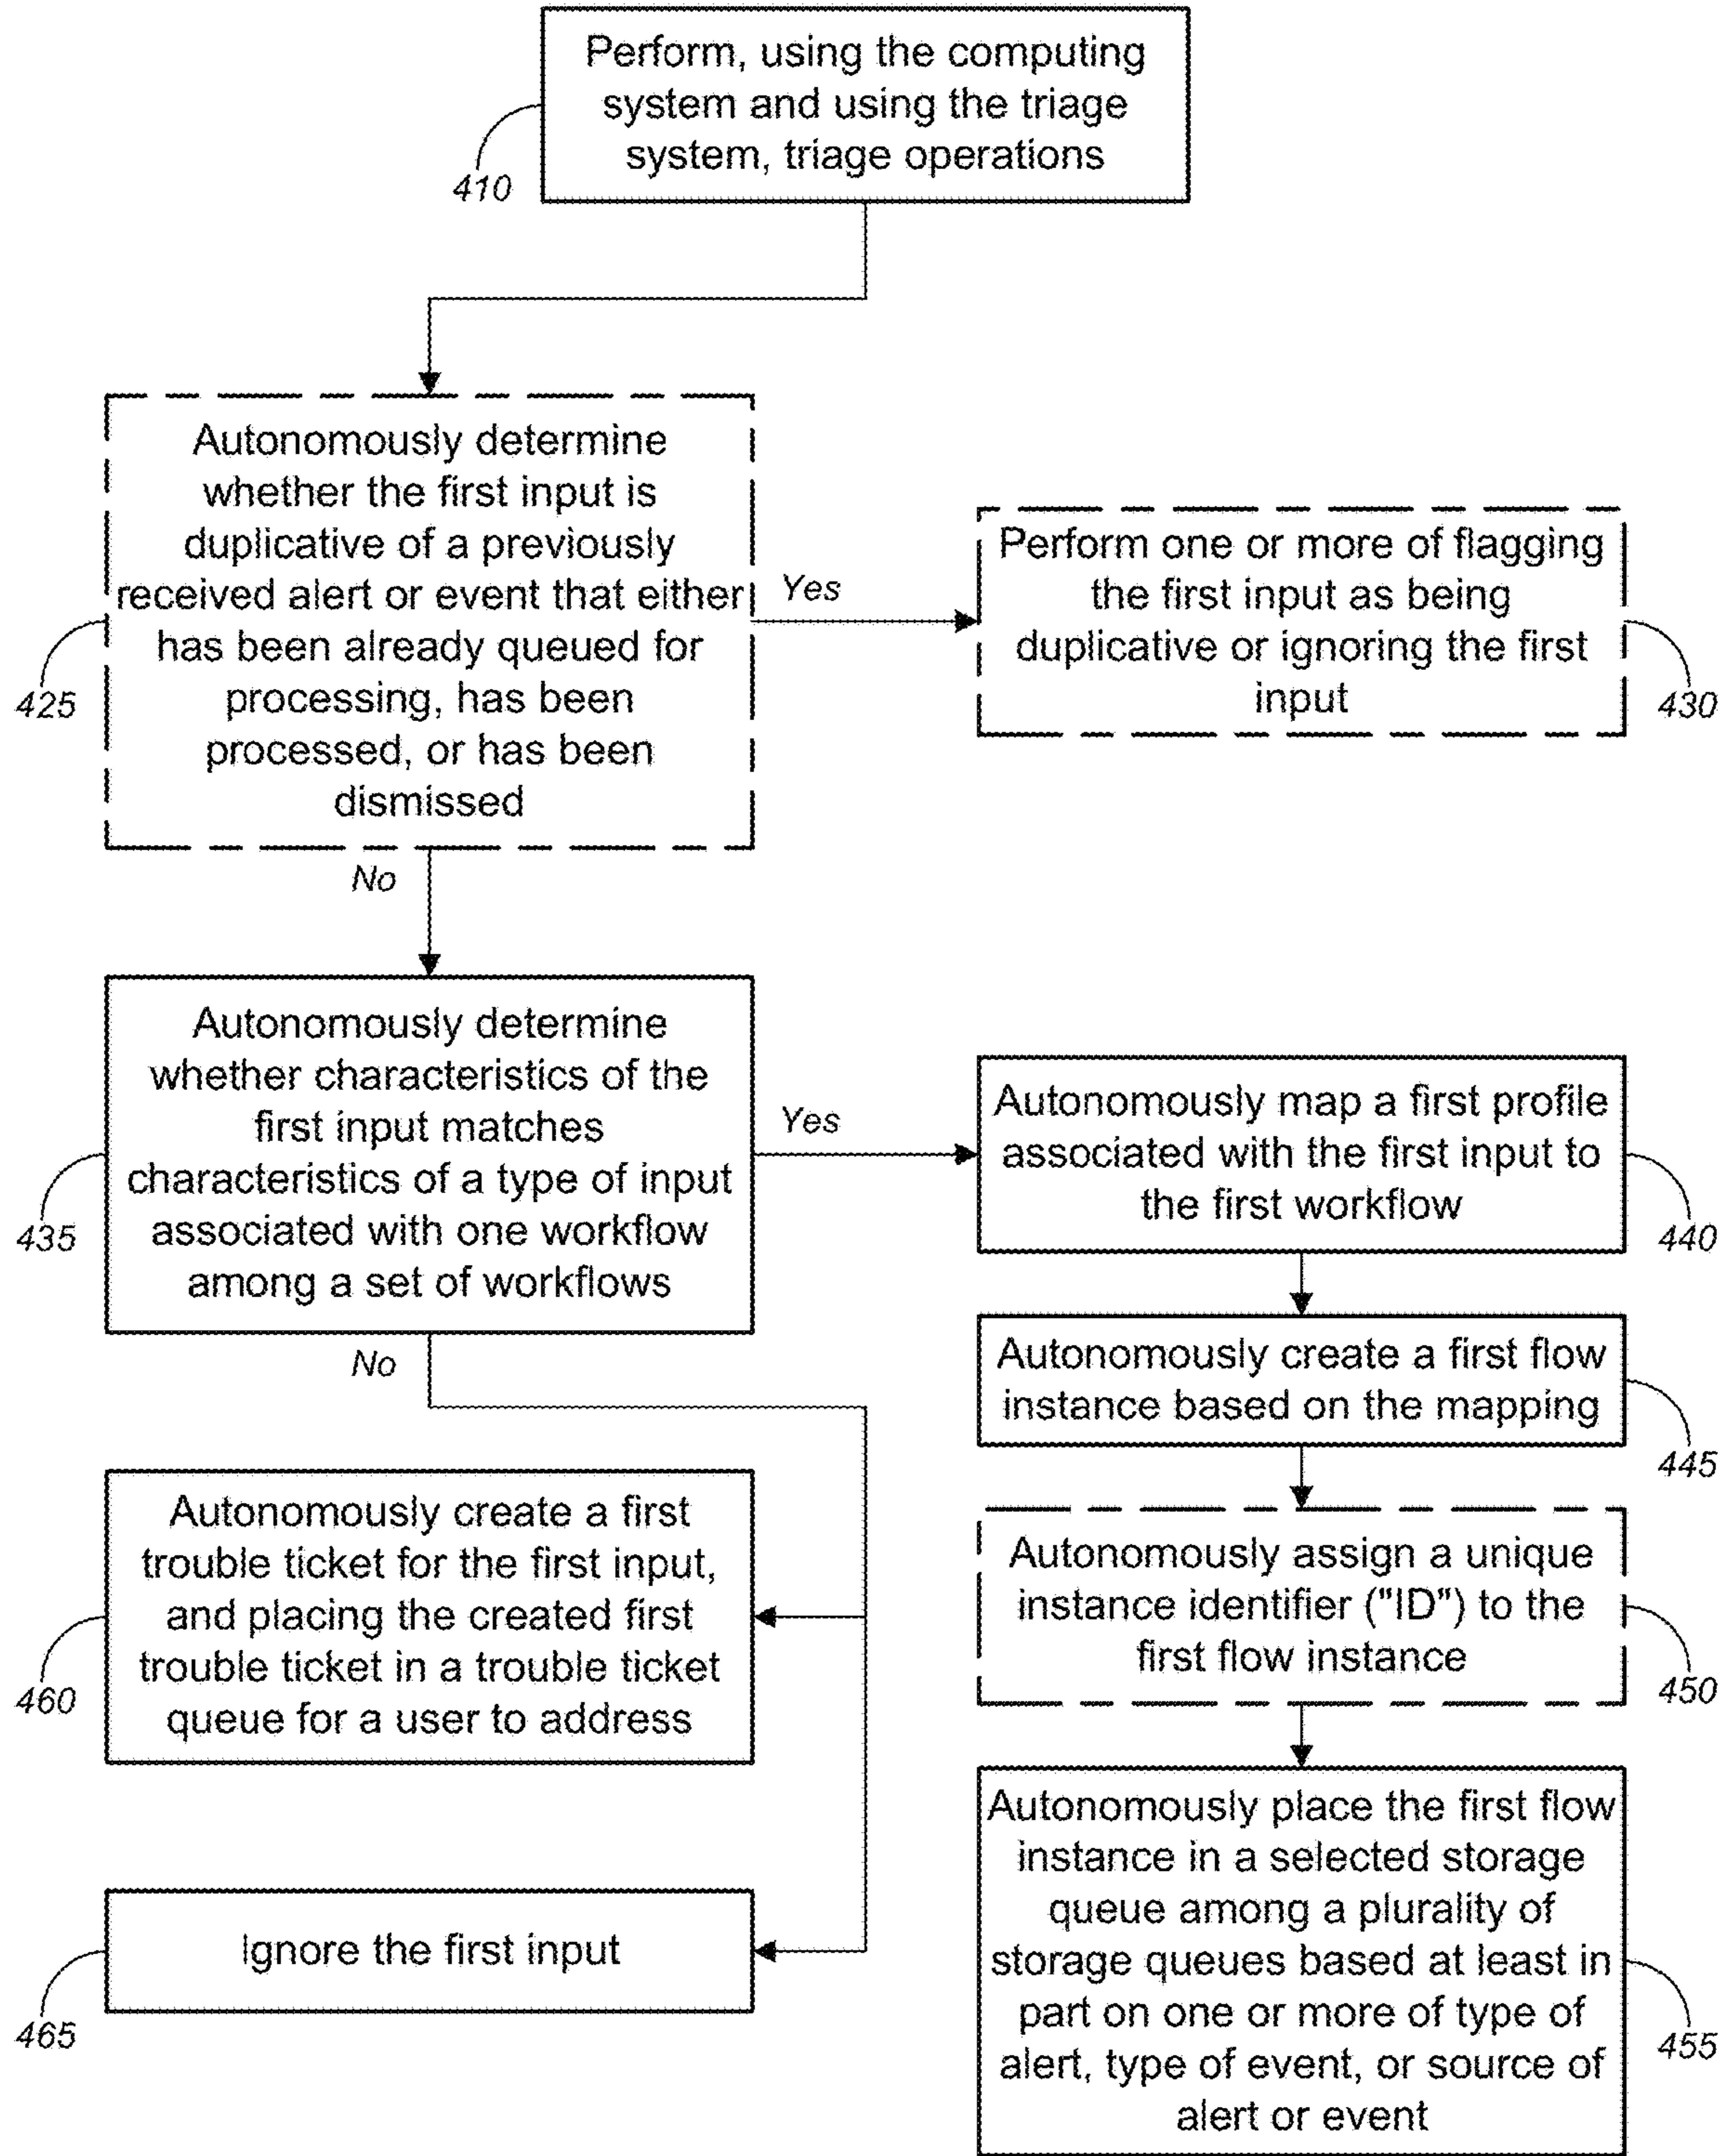 Perform, using the computing
system and using the triage
system, triage operations
410
Autonomously determine
whether the first input is
duplicative of a previously
received alert or event that either
has been already queued for
processing, has been
processed, or has been
dismissed
425
Yes
Perform one or more of flagging
the first input as being
duplicative or ignoring the first
input
430
No
Autonomously determine
whether characteristics of the
first input matches
characteristics of a type of input
associated with one workflow
among a set of workflows
435
Yes
Autonomously map a first profile
associated with the first input to
the first workflow
440
No
Autonomously create a first flow
instance based on the mapping
445
Autonomously create a first
trouble ticket for the first input,
and placing the created first
trouble ticket in a trouble ticket
queue for a user to address
460
Autonomously assign a unique
instance identifier ("ID") to the
first flow instance
450
Ignore the first input
465
Autonomously place the first flow
instance in a selected storage
queue among a plurality of
storage queues based at least in
part on one or more of type of
alert, type of event, or source of
alert or event
455